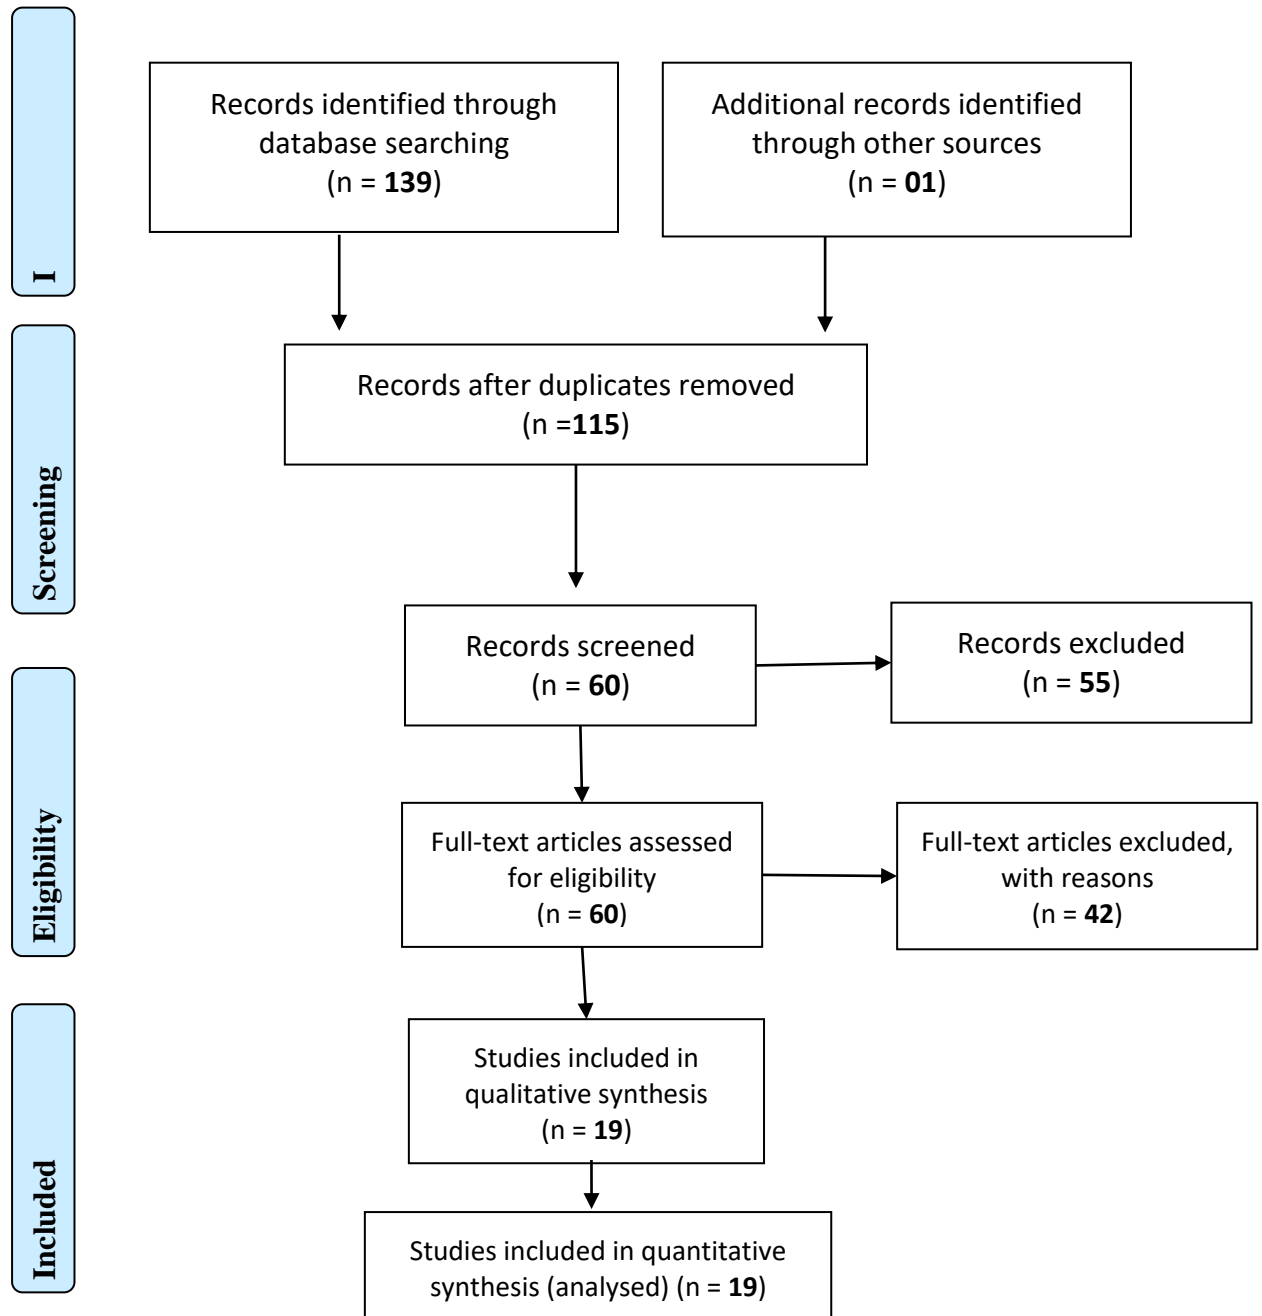 I
Records identified through
database searching
(n = 139)
Additional records identified
through other sources
(n = 01)
Screening
Records after duplicates removed
(n =115)
Records screened
(n = 60)
Records excluded
(n = 55)
Eligibility
Full-text articles assessed
for eligibility
(n = 60)
Full-text articles excluded,
with reasons
(n = 42)
Included
Studies included in
qualitative synthesis
(n = 19)
Studies included in quantitative
synthesis (analysed) (n = 19)